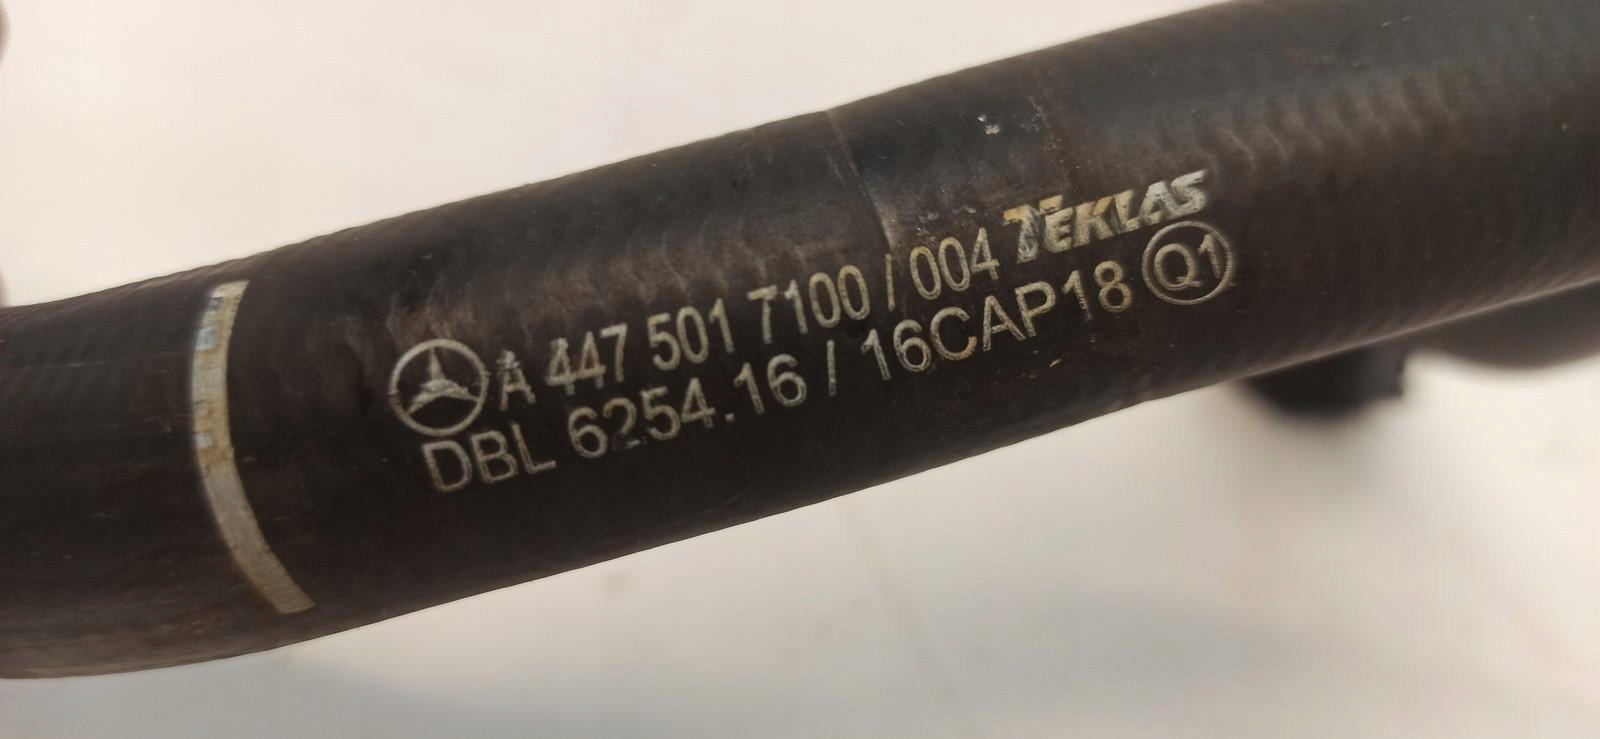 A 447 501 7100 / 004 TEKLAS
DBL 6254.16 / 16CAP18 Q1